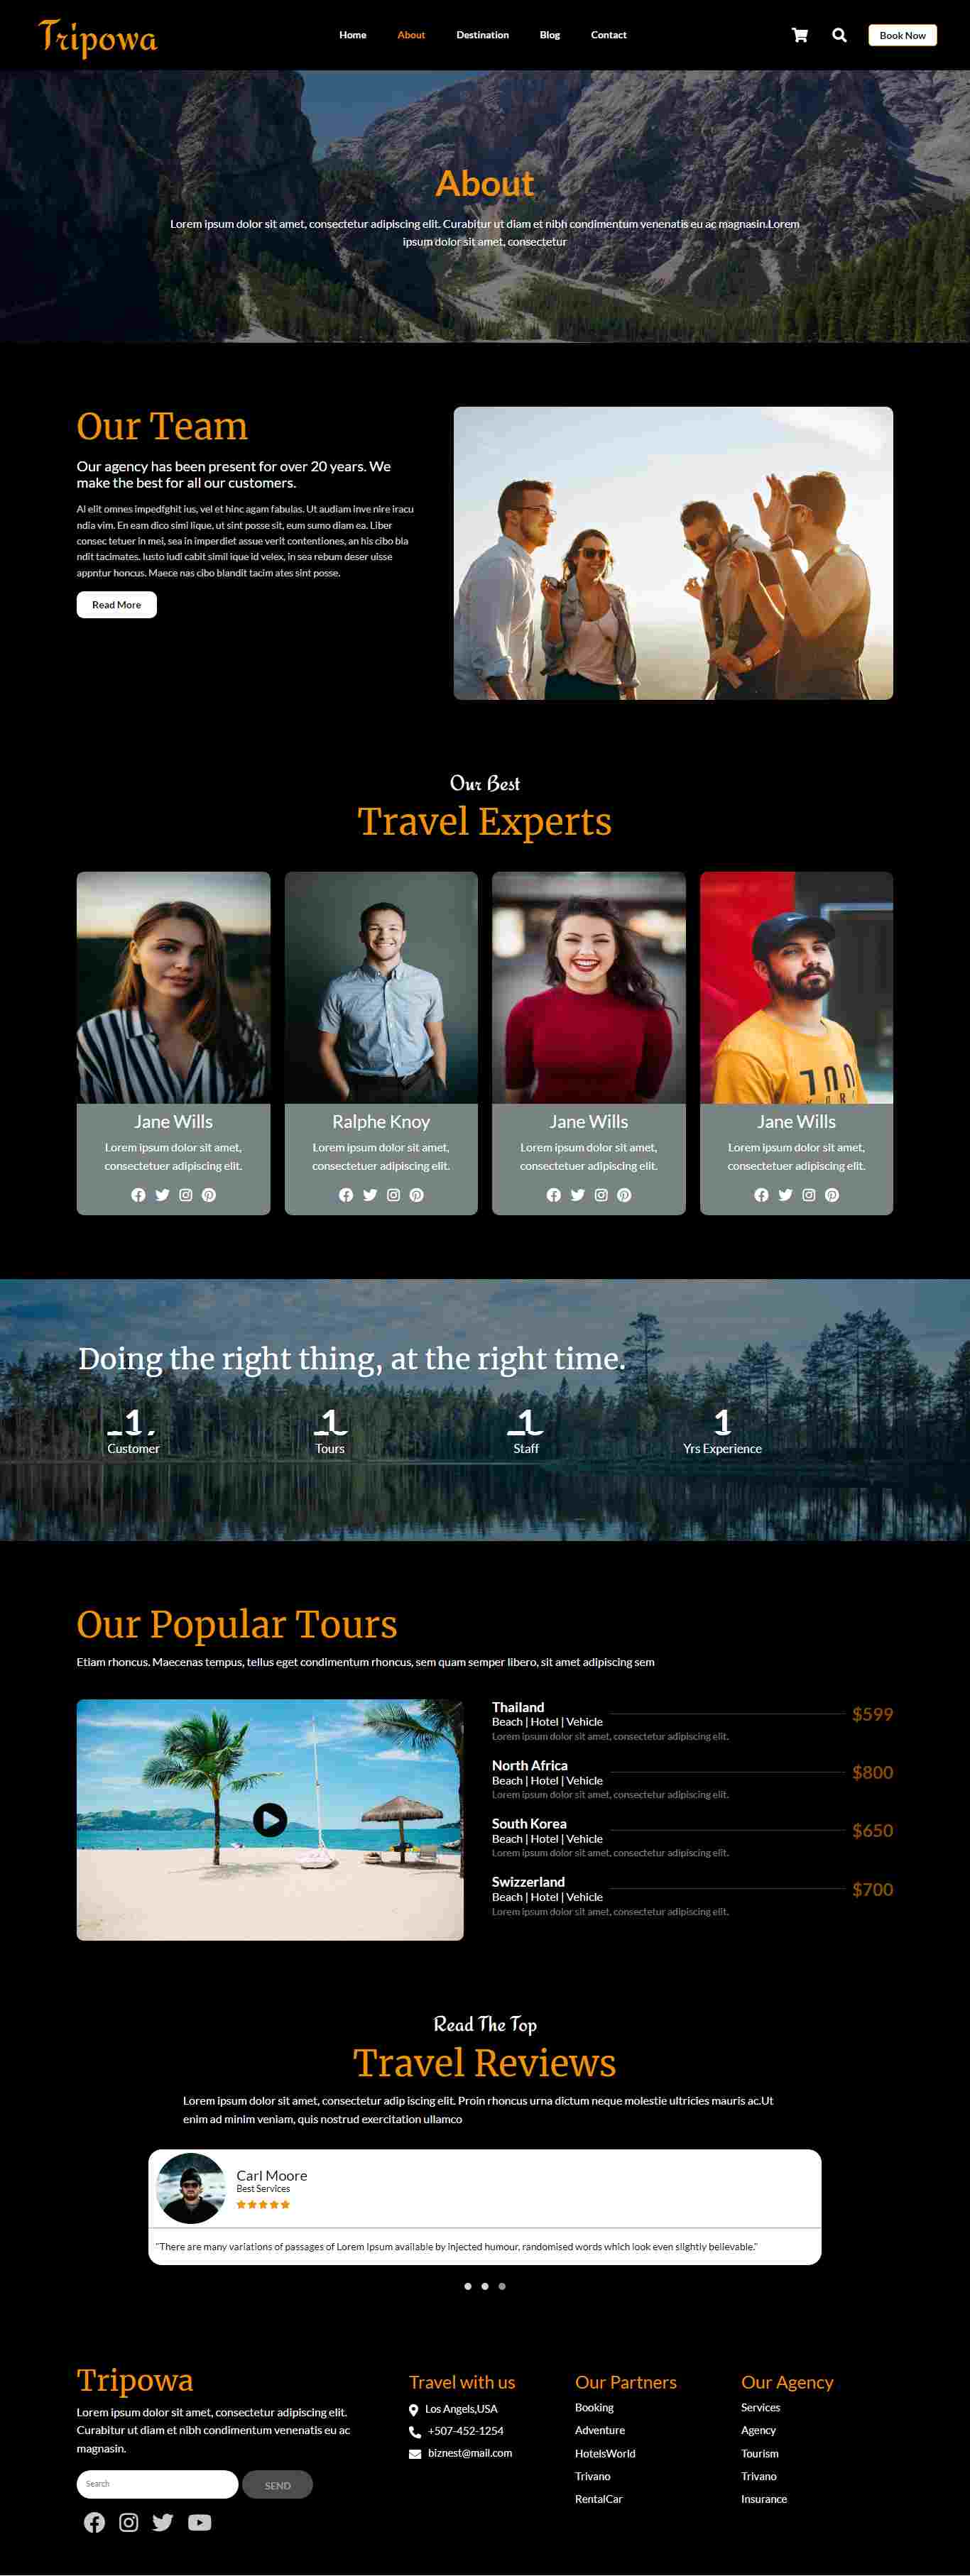 Tripowa
Home About Destination Blog Contact
Book Now
About
Lorem ipsum dolor sit amet, consectetur adipiscing elit. Curabitur ut diam et nibh condimentum venenatis eu ac magnasin.Lorem
ipsum dolor sit amet, consectetur
Our Team
Our agency has been present for over 20 years. We
make the best for all our customers.
Al elit omnes impedfghit ius, vel et hinc agam fabulas. Ut audiam inve nire iracu
ndia vim. En eam dico simi lique, ut sint posse sit, eum sumo diam ea. Liber
consec tetuer in mei, sea in imperdiet assue verit contentiones, an his cibo bla
ndit tacimates. Iusto iudi cabit simil ique id velex, in sea rebum deser uisse
appntur honcus. Maece nas cibo blandit tacim ates sint posse.
Read More
Our Best
Travel Experts
Jane Wills
Lorem ipsum dolor sit amet,
consectetuer adipiscing elit.
Ralphe Knoy
Lorem ipsum dolor sit amet,
consectetuer adipiscing elit.
Jane Wills
Lorem ipsum dolor sit amet,
consectetuer adipiscing elit.
Jane Wills
Lorem ipsum dolor sit amet,
consectetuer adipiscing elit.
Doing the right thing, at the right time.
1 1 1 1
Customer Tours Staff Yrs Experience
Our Popular Tours
Etiam rhoncus. Maecenas tempus, tellus eget condimentum rhoncus, sem quam semper libero, sit amet adipiscing sem
Thailand
Beach | Hotel | Vehicle $599
Lorem ipsum dolor sit amet, consectetur adipiscing elit.
North Africa
Beach | Hotel | Vehicle $800
Lorem ipsum dolor sit amet, consectetur adipiscing elit.
South Korea
Beach | Hotel | Vehicle $650
Lorem ipsum dolor sit amet, consectetur adipiscing elit.
Swizzerland
Beach | Hotel | Vehicle $700
Lorem ipsum dolor sit amet, consectetur adipiscing elit.
Read The Top
Travel Reviews
Lorem ipsum dolor sit amet, consectetur adip iscing elit. Proin rhoncus urna dictum neque molestie ultricies mauris ac.Ut
enim ad minim veniam, quis nostrud exercitation ullamco
Carl Moore
Best Services
"There are many variations of passages of Lorem Ipsum available by injected humour, randomised words which look even slightly believable."
Tripowa
Lorem ipsum dolor sit amet, consectetur adipiscing elit.
Curabitur ut diam et nibh condimentum venenatis eu ac
magnasin.
Search SEND
Travel with us
Los Angels,USA
+507-452-1254
biznest@mail.com
Our Partners
Booking
Adventure
HotelsWorld
Trivano
RentalCar
Our Agency
Services
Agency
Tourism
Trivano
Insurance